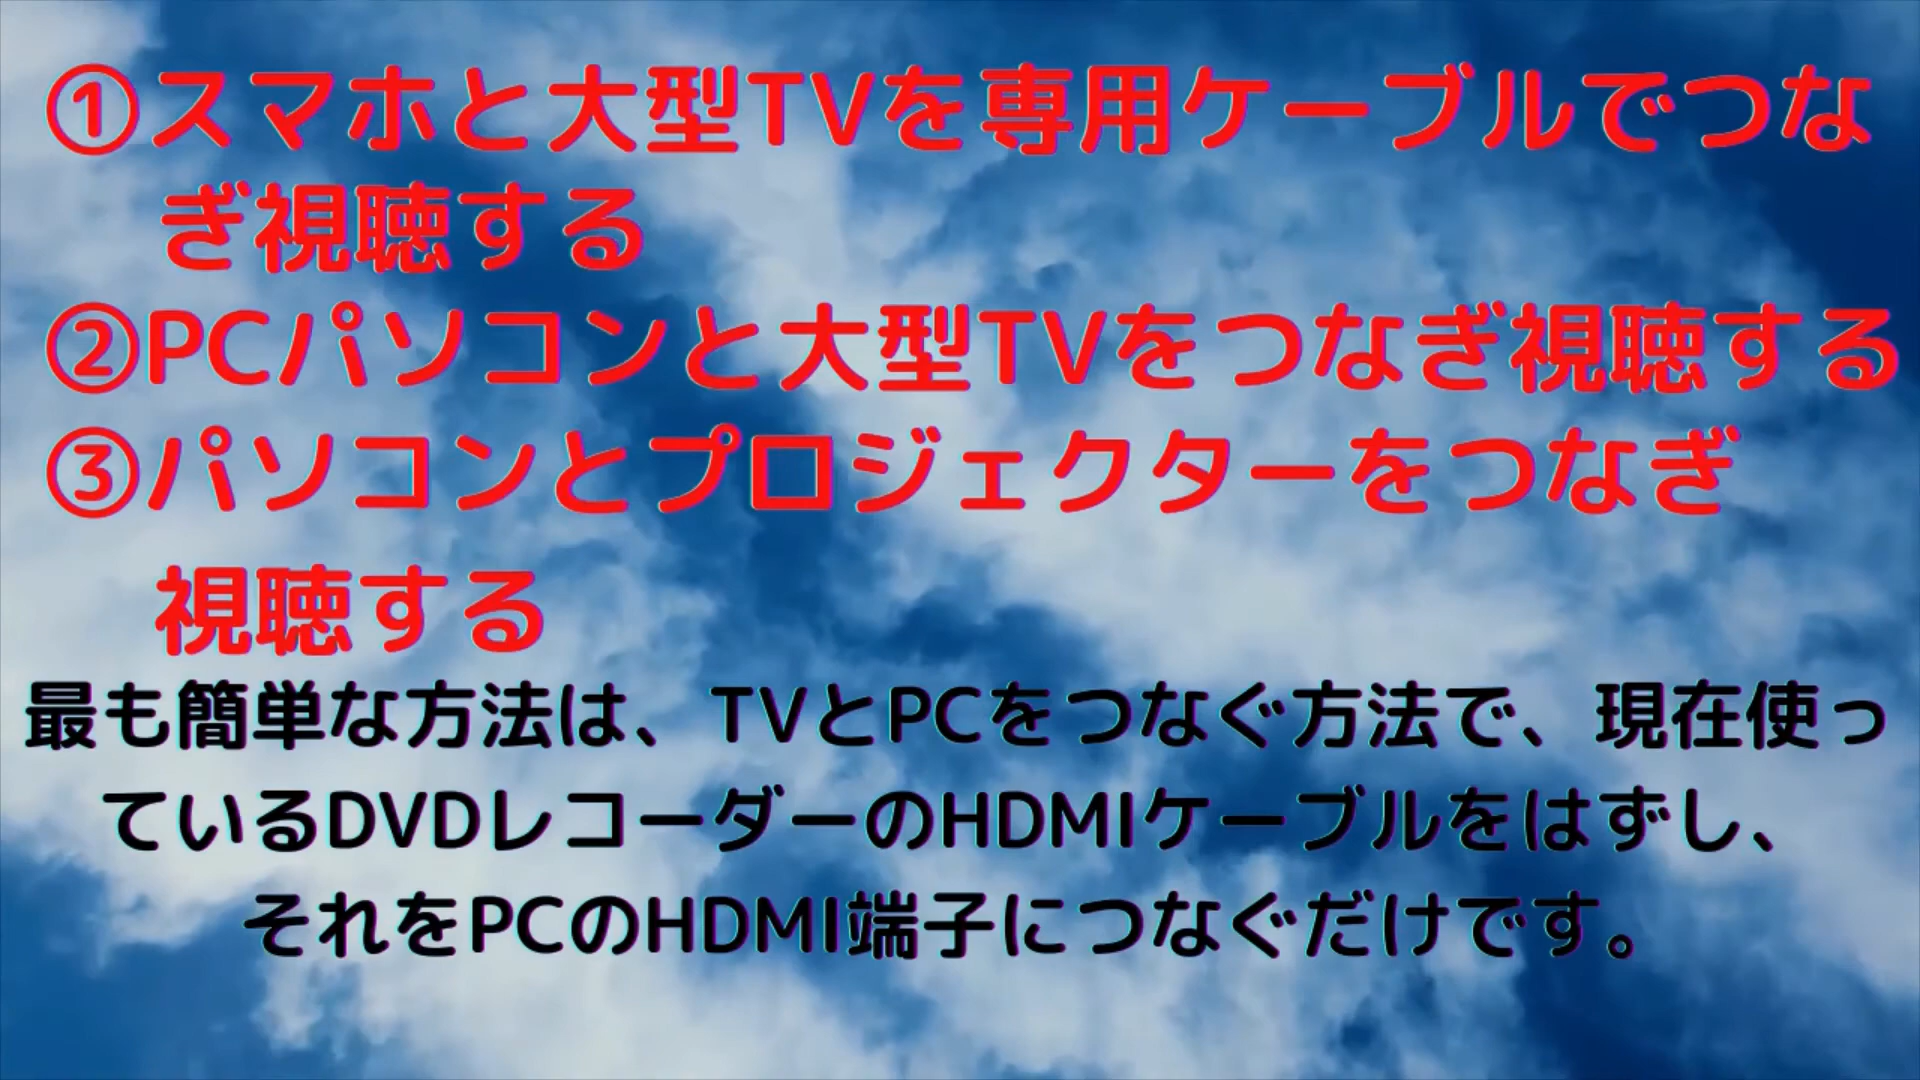 ①スマホと大型TVを専用ケーブルでつな
ぎ視聴する
②PCパソコンと大型TVをつなぎ視聴する
③パソコンとプロジェクターをつなぎ
視聴する
最も簡単な方法は、TVとPCをつなぐ方法で、現在使っ
ているDVDレコーダーのHDMIケーブルをはずし、
それをPCのHDMI端子につなぐだけです。